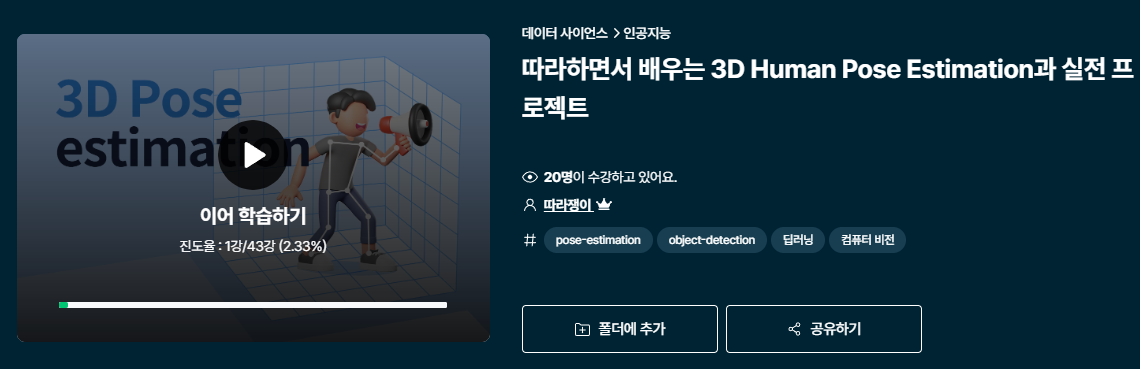 3D Pose
estimation
이어 학습하기
진도율 : 1강/43강 (2.33%)
데이터 사이언스 > 인공지능
따라하면서 배우는 3D Human Pose Estimation과 실전 프
로젝트
20명이 수강하고 있어요.
따라쟁이
# pose-estimation object-detection 딥러닝 컴퓨터 비전
폴더에 추가 공유하기